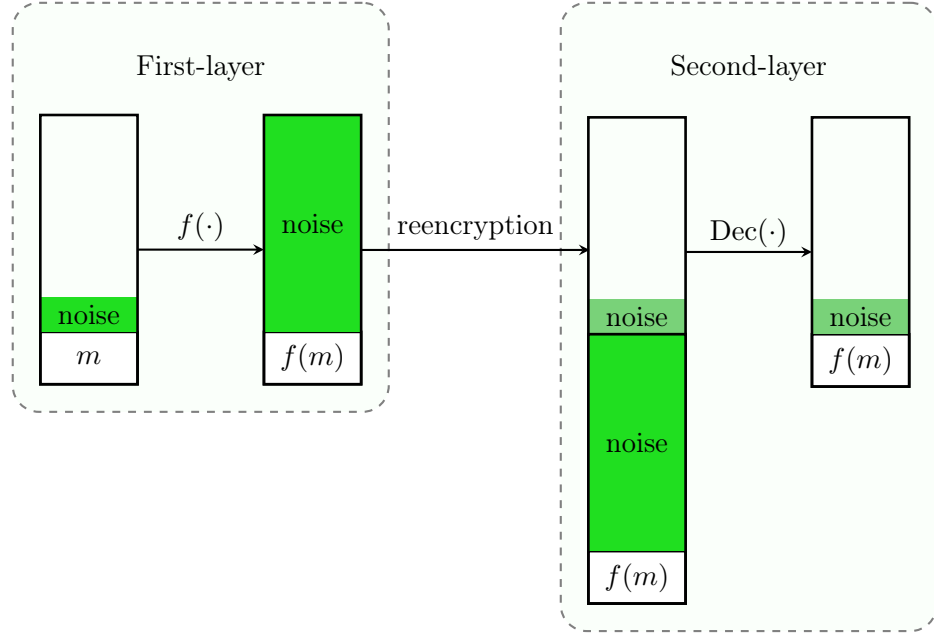 First-layer
Second-layer
noise
m
f(·)
noise
f(m)
reencryption
noise
noise
f(m)
Dec(·)
noise
f(m)